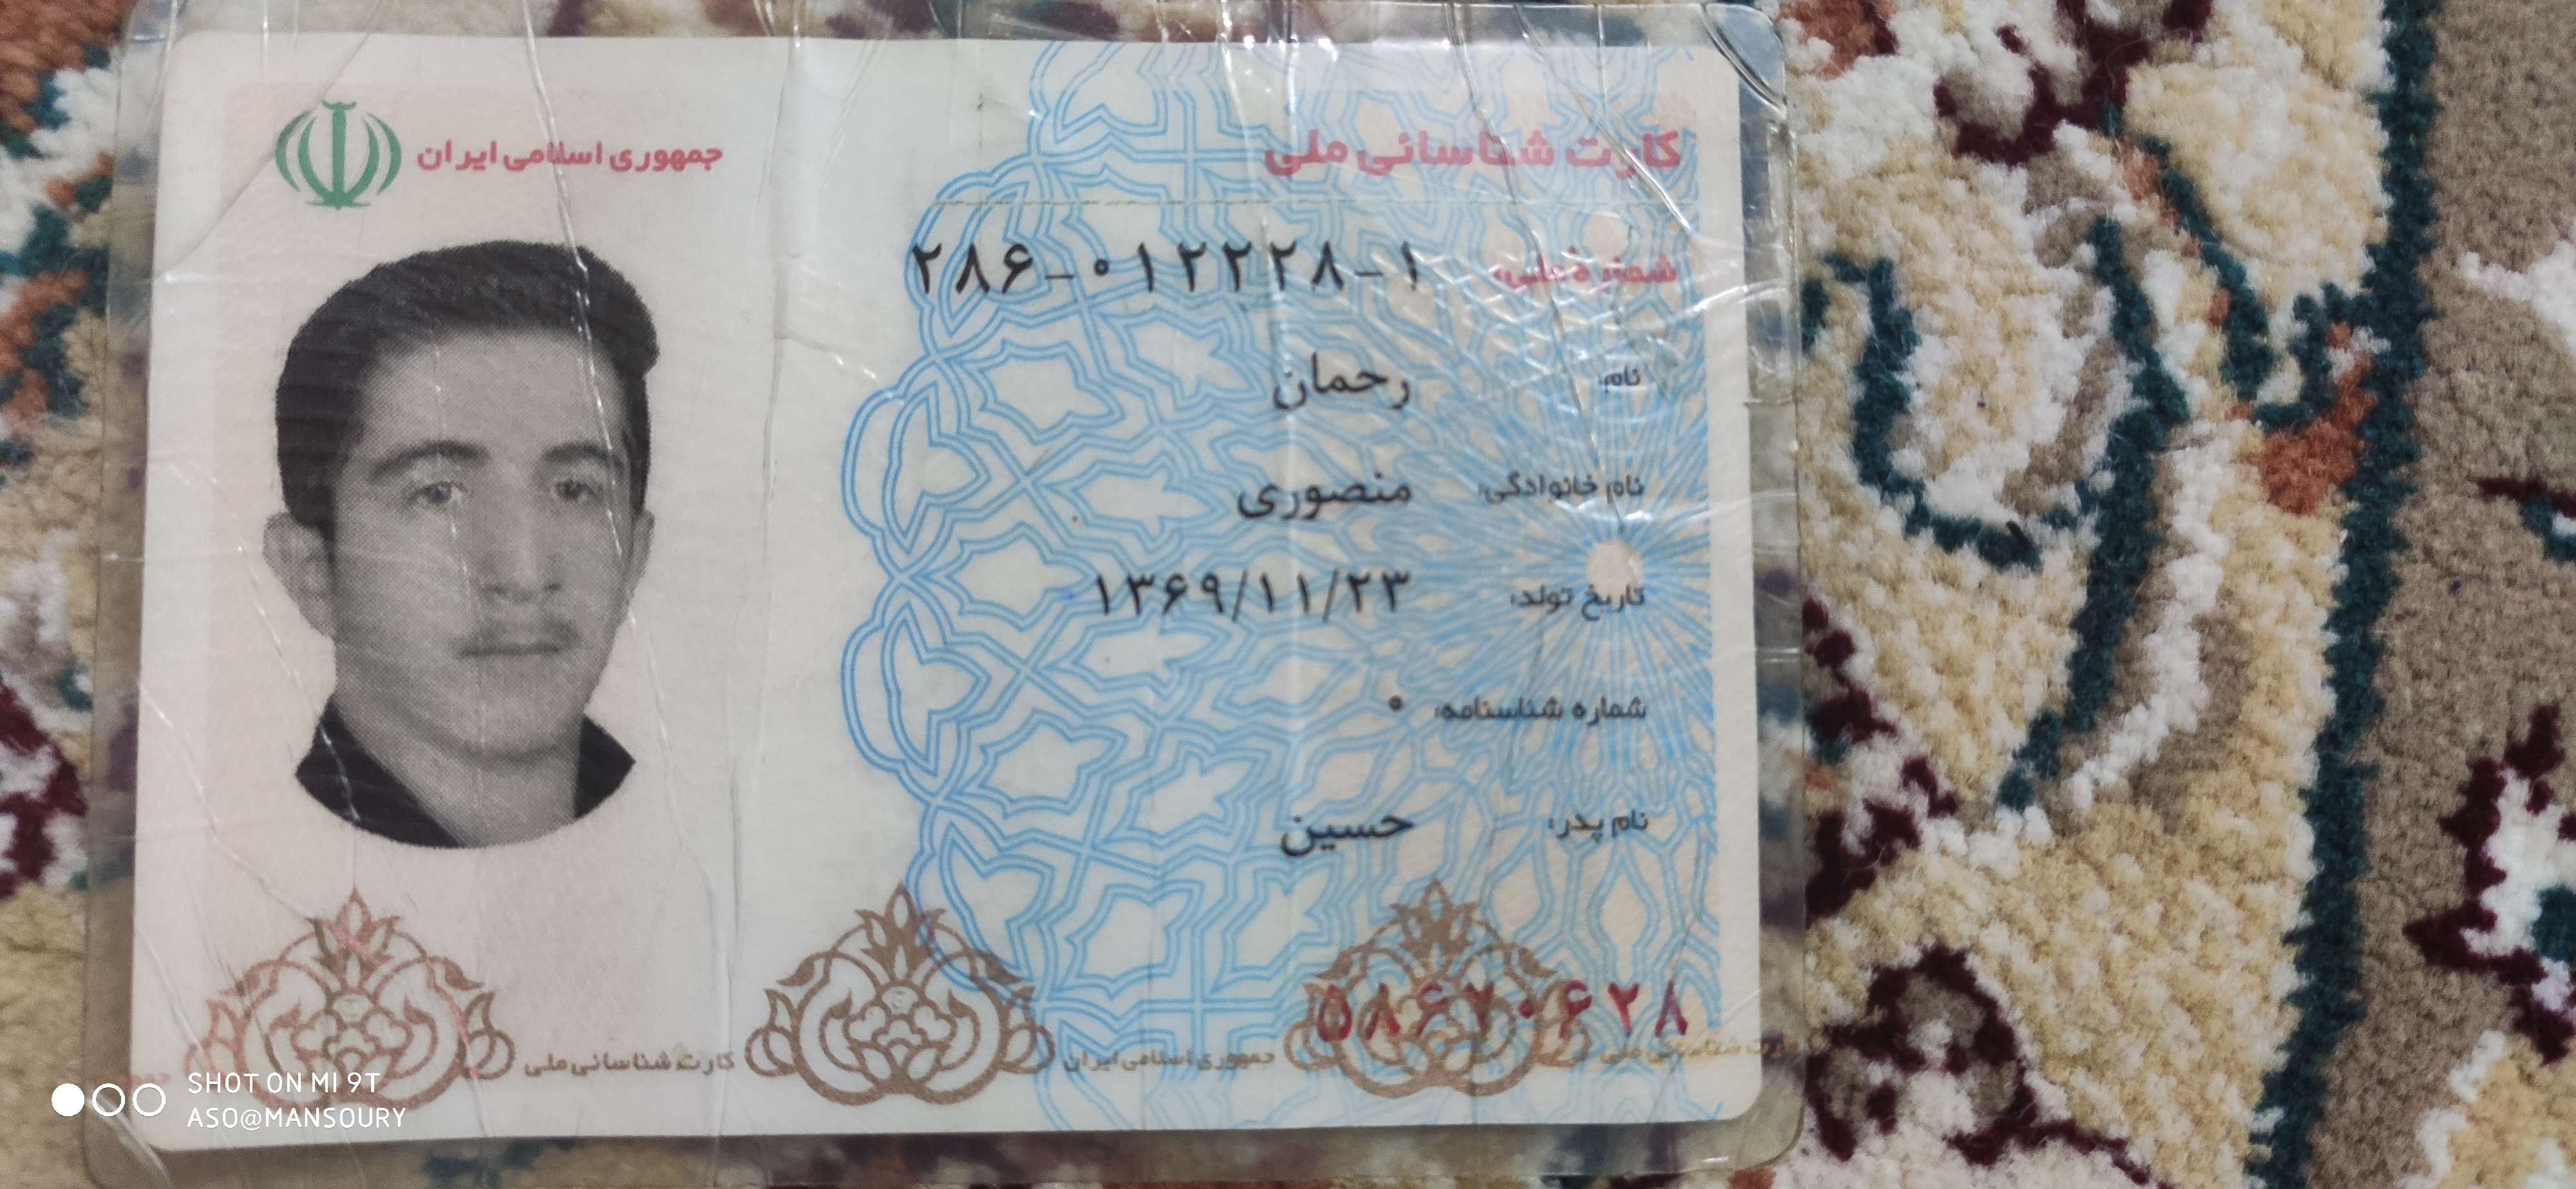 جمهوری اسلامی ایران
کارت شناسائی ملی
شماره ملی: ۲۸۶-۰۱۲۲۲۸-۱
نام: رحمان
نام خانوادگی: منصوری
تاریخ تولد: ۱۳۶۹/۱۱/۲۳
شماره شناسنامه: ۰
نام پدر: حسین
۵۸۶۲۰۶۲۸
کارت شناسائی ملی جمهوری اسلامی ایران کارت شناسائی ملی
SHOT ON MI 9T
ASO@MANSOURY